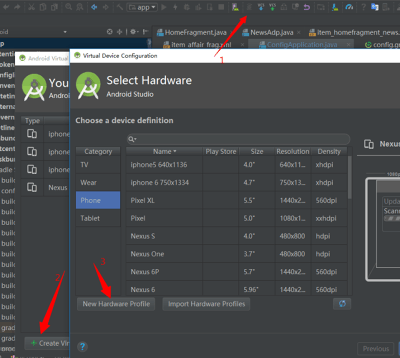 app
HomeFragment.java
NewsAdp.java
item_homefragment_news.
item_affair_frag.xml
ConfigApplication.java
config.gr
1
Android Virtual
Virtual Device Configuration
You
Android
Select Hardware
Android Studio
Type
iphone
iphone
Nexus
Choose a device definition
Category
Name
Play Store
Size
Resolution
Density
TV
iphone5 640x1136
4.0"
640x11...
xhdpi
Wear
iphone 6 750x1334
4.7"
750x13...
xhdpi
Phone
Pixel XL
5.5"
1440x2...
560dpi
Tablet
Pixel
5.0"
1080x1...
xxhdpi
Nexus S
4.0"
480x800
hdpi
Nexus One
3.7"
480x800
hdpi
Nexus 6P
5.7"
1440x2...
560dpi
Nexus 6
5.96"
1440x2...
560dpi
Nexu
2
3
New Hardware Profile
Import Hardware Profiles
Create Vir
?
Previous